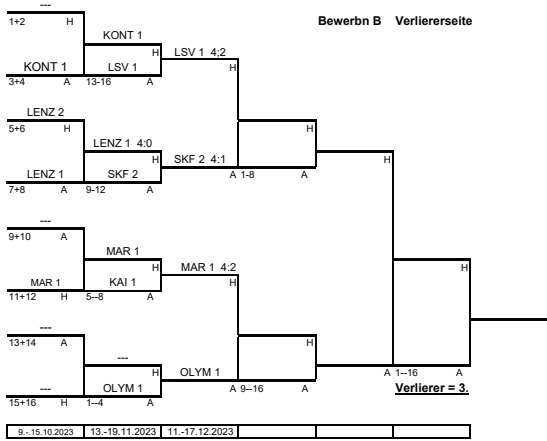 ---
1+2 H
KONT 1
H
LSV 1 4;2
Bewerbn B Verliererseite
KONT 1
LSV 1
H
3+4 A
13-16 A
LENZ 2
5+6 H
H
LENZ 1 4:0
H
SKF 2 4:1
H
LENZ 1
SKF 2
A 1-8 A
7+8 A
9-12 A
---
9+10 A
MAR 1
H
MAR 1 4:2
H
MAR 1
KAI 1
H
11+12 H
5--8 A
---
13+14 A
H
---
H
OLYM 1
A 1--16 A
---
OLYM 1
A 9--16 A
Verlierer = 3.
15+16 H
1--4 A
9.-.15.10.2023 13.-19.11.2023 11.-17.12.2023